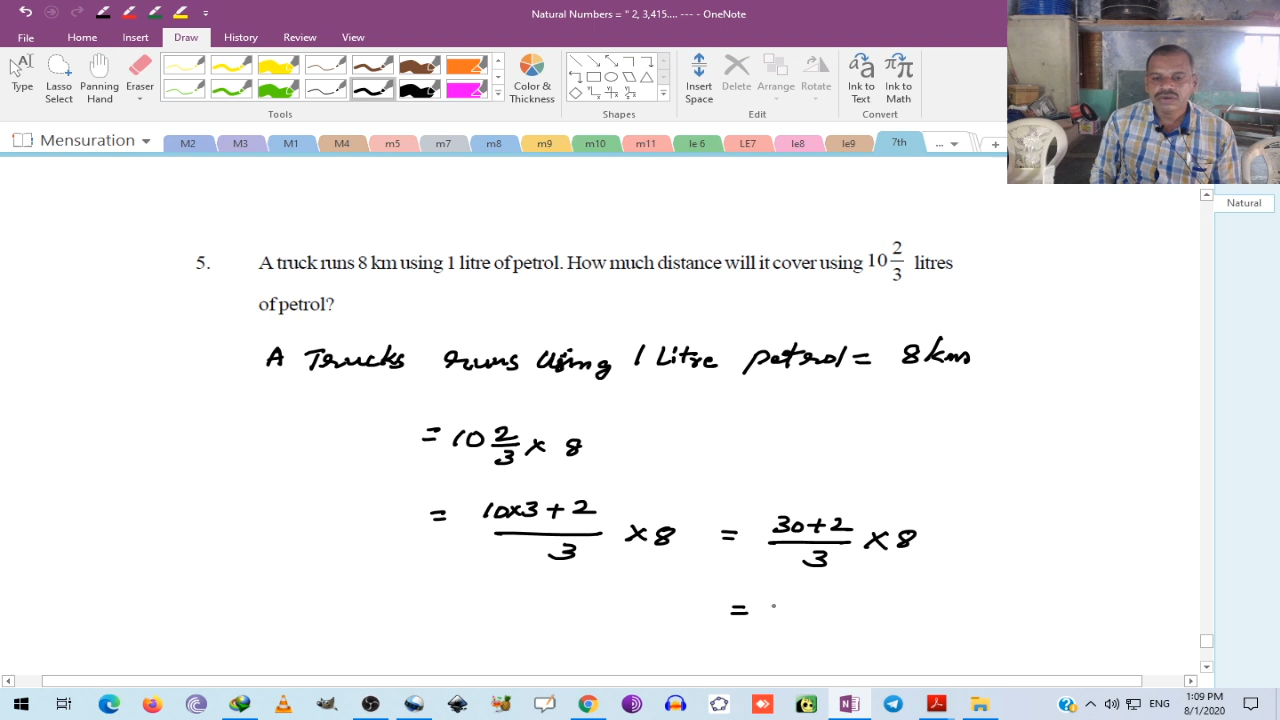 Natural Numbers = " 2, 3,415.... --- - OneNote
File Home Insert Draw History Review View
Type Lasso Select Panning Hand Eraser Color & Thickness Insert Space Delete Arrange Rotate Ink to Text Ink to Math
Tools Shapes Edit Convert
Mensuration M2 M3 M1 M4 m5 m7 m8 m9 m10 m11 le 6 LE7 le8 le9 7th ...
Natural
5. A truck runs 8 km using 1 litre of petrol. How much distance will it cover using 10 2/3 litres
of petrol?
A Trucks runs Using 1 Litre petrol = 8 km
= 10 2/3 × 8
= 10×3+2/3 × 8 = 30+2/3 × 8
=
ENG 1:09 PM
8/1/2020